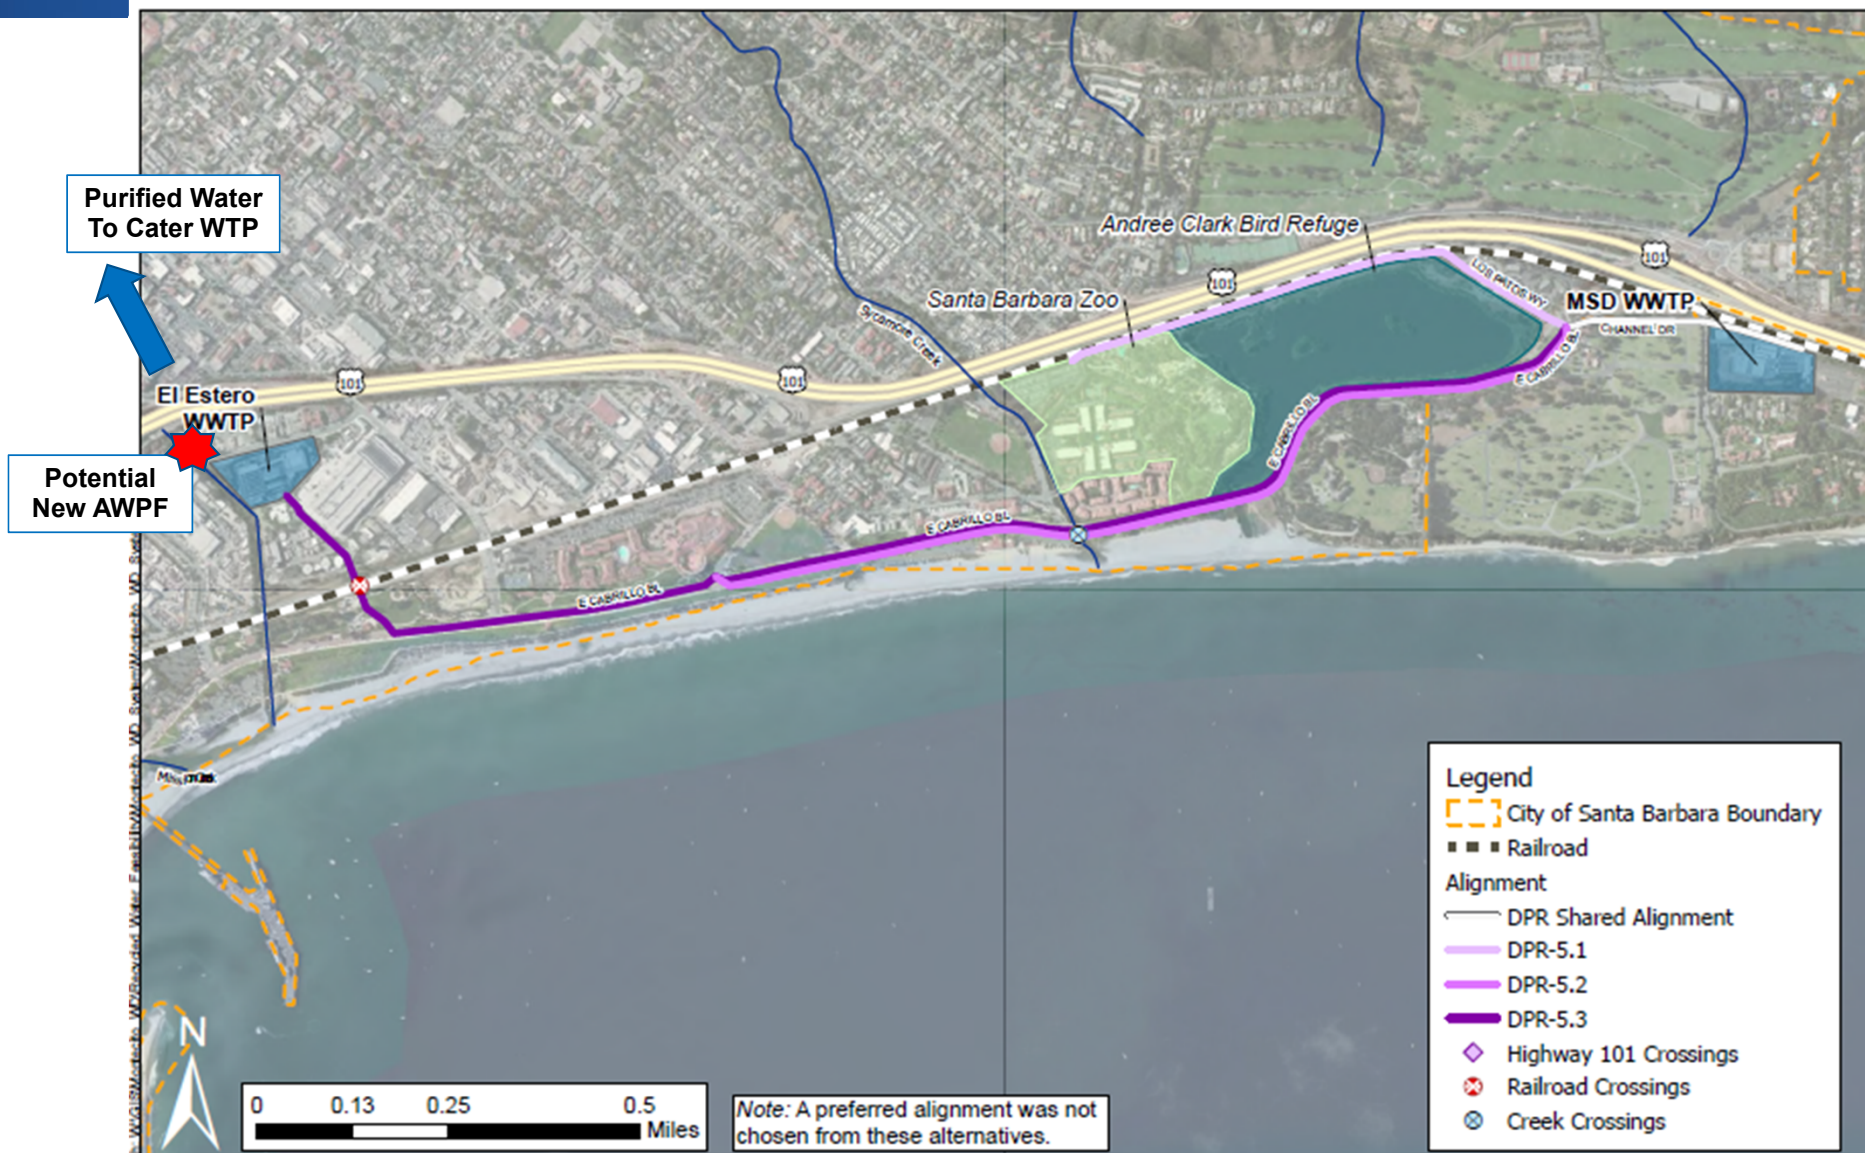 Purified Water
To Cater WTP
Andree Clark Bird Refuge
101
101
LOS PATOS WY
Santa Barbara Zoo
MSD WWTP
CHANNEL DR
Sycamore Creek
E CABRILLO BL
101
101
El Estero
WWTP
E CABRILLO BL
Potential
New AWPF
E CABRILLO BL
E CABRILLO BL
Legend
City of Santa Barbara Boundary
Railroad
Alignment
DPR Shared Alignment
DPR-5.1
DPR-5.2
DPR-5.3
Highway 101 Crossings
Railroad Crossings
Creek Crossings
N
0 0.13 0.25 0.5
Miles
Note: A preferred alignment was not
chosen from these alternatives.